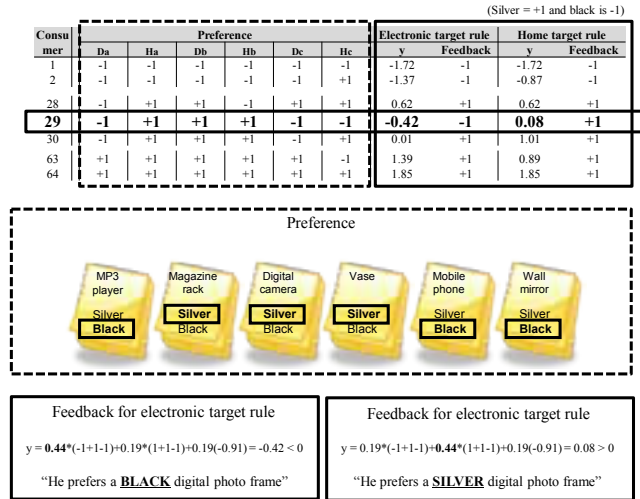 (Silver = +1 and black is -1)
Consu mer Preference Electronic target rule Home target rule
Da Ha Db Hb Dc Hc y Feedback y Feedback
1 -1 -1 -1 -1 -1 -1 -1.72 -1 -1.72 -1
2 -1 -1 -1 -1 -1 +1 -1.37 -1 -0.87 -1
28 -1 +1 +1 -1 +1 +1 0.62 +1 0.62 +1
29 -1 +1 +1 +1 -1 -1 -0.42 -1 0.08 +1
30 -1 +1 +1 +1 -1 +1 0.01 +1 1.01 +1
63 +1 +1 +1 +1 +1 -1 1.39 +1 0.89 +1
64 +1 +1 +1 +1 +1 +1 1.85 +1 1.85 +1
Preference
MP3 player Magazine rack Digital camera Vase Mobile phone Wall mirror
Silver Silver Silver Silver Silver Silver
Black Black Black Black Black Black
Feedback for electronic target rule
y = 0.44*(-1+1-1)+0.19*(1+1-1)+0.19(-0.91) = -0.42 < 0
“He prefers a BLACK digital photo frame”
Feedback for electronic target rule
y = 0.19*(-1+1-1)+0.44*(1+1-1)+0.19(-0.91) = 0.08 > 0
“He prefers a SILVER digital photo frame”